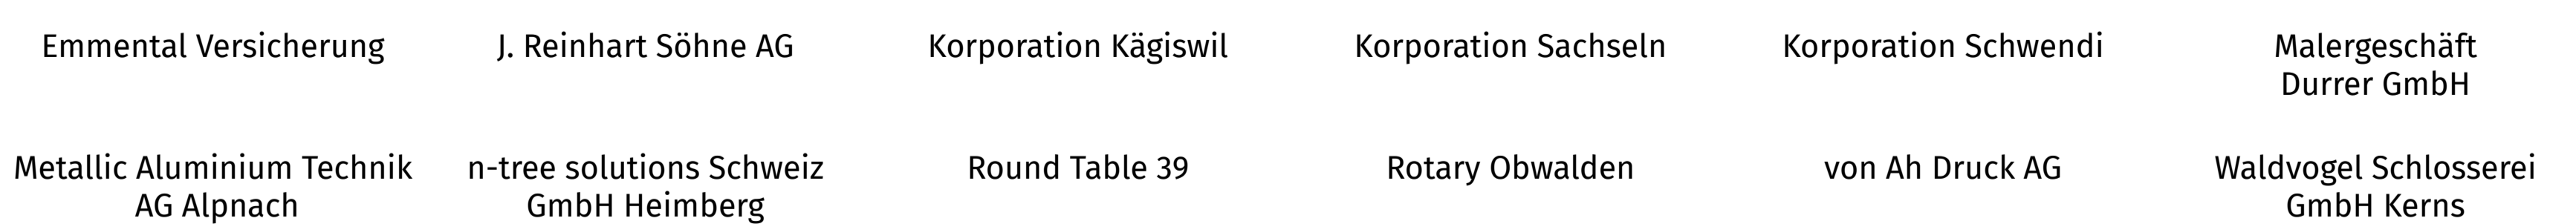 Emmental Versicherung
J. Reinhart Söhne AG
Korporation Kägiswil
Korporation Sachseln
Korporation Schwendi
Malergeschäft
Durrer GmbH
Metallic Aluminium Technik
AG Alpnach
n-tree solutions Schweiz
GmbH Heimberg
Round Table 39
Rotary Obwalden
von Ah Druck AG
Waldvogel Schlosserei
GmbH Kerns